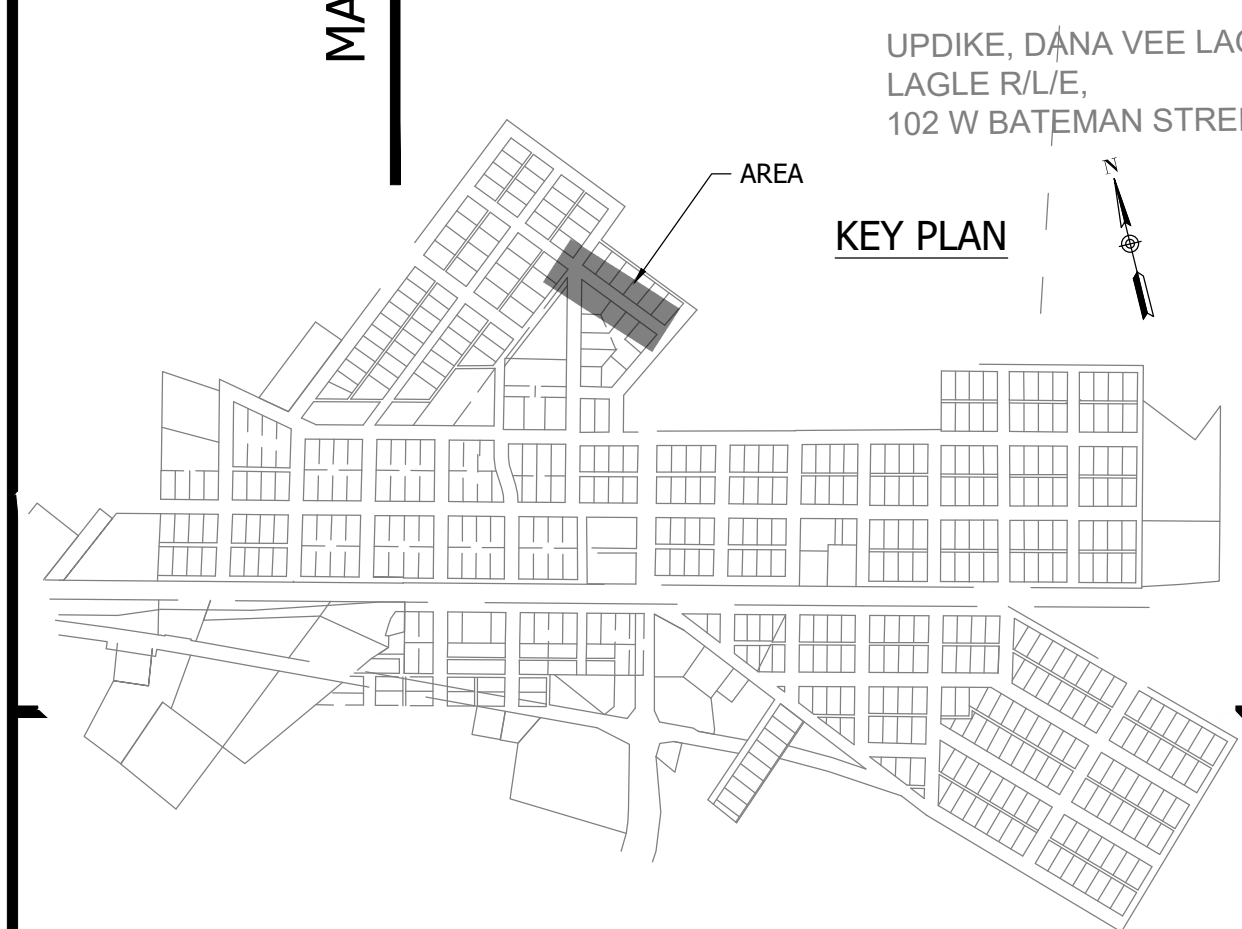 MA
UPDIKE, DANA VEE LAG
LAGLE R/L/E,
102 W BATEMAN STREE
AREA
N
KEY PLAN